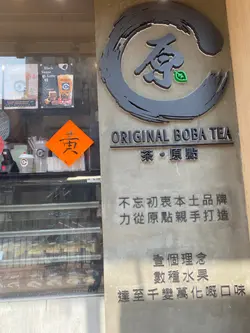 原
ORIGINAL BOBA TEA
茶・原點
不忘初衷本土品牌
力從原點親手打造
壹個理念
數種水果
達至千變萬化嘅口味
黃